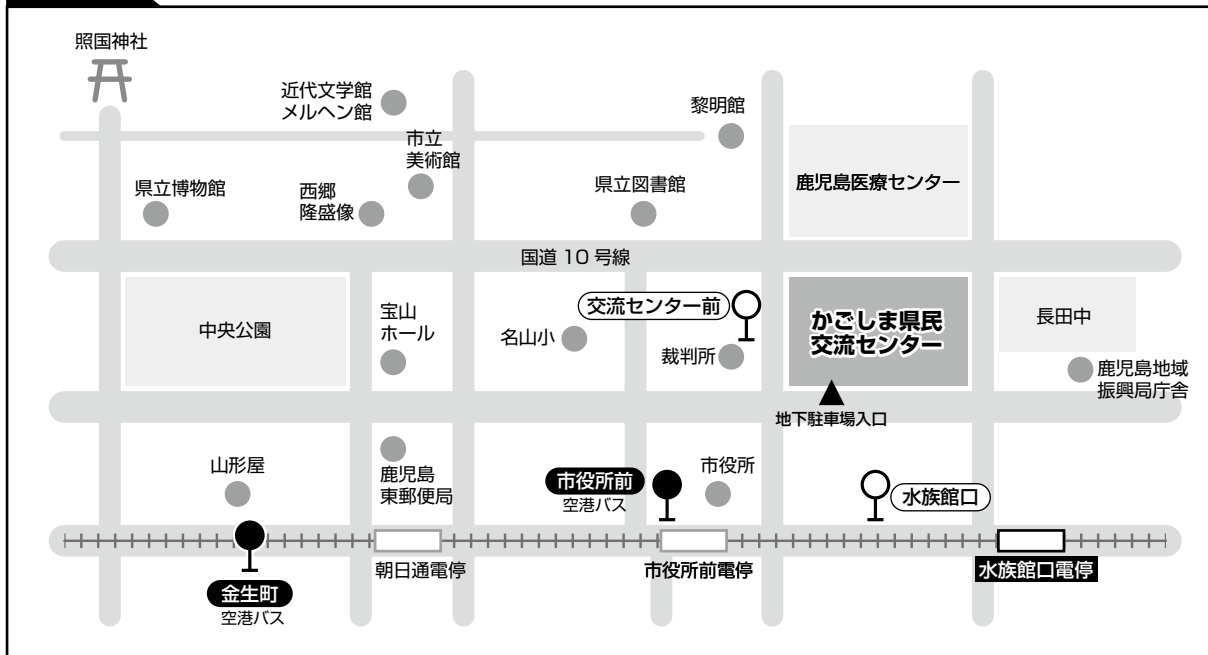 照国神社
近代文学館
メルヘン館
黎明館
市立
美術館
県立博物館
西郷
隆盛像
県立図書館
鹿児島医療センター
国道 10 号線
中央公園
宝山
ホール
名山小
交流センター前
裁判所
かごしま県民
交流センター
長田中
鹿児島地域
振興局庁舎
地下駐車場入口
山形屋
鹿児島
東郵便局
市役所前
空港バス
市役所
水族館口
朝日通電停
市役所前電停
水族館口電停
金生町
空港バス